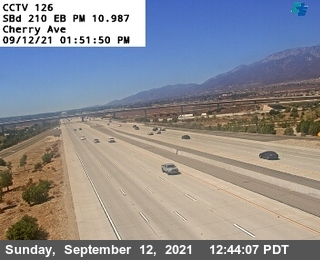 CCTV 126
SBd 210 EB PM 10.987
Cherry Ave
09/12/21 01:51:50 PM
Sunday, September 12, 2021 12:44:07 PDT